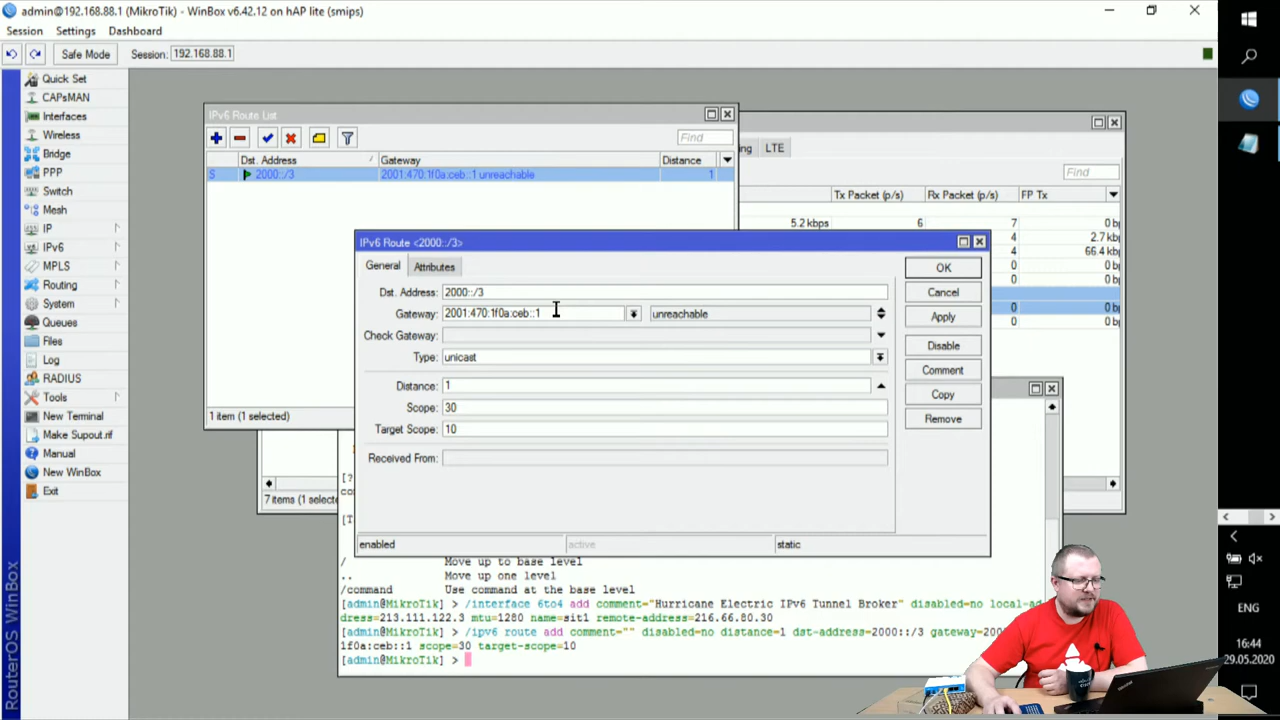 admin@192.168.88.1 (MikroTik) - WinBox v6.42.12 on hAP lite (smips)
Session Settings Dashboard
Safe Mode Session: 192.168.88.1
Quick Set
CAPsMAN
Interfaces
Wireless
Bridge
PPP
Switch
Mesh
IP
IPv6
MPLS
Routing
System
Queues
Files
Log
RADIUS
Tools
New Terminal
Make Supout.rif
Manual
New WinBox
Exit
RouterOS WinBox
IPv6 Route List
Find
Dst. Address Gateway Distance
S 2000::/3 2001:470:1f0a:ceb::1 unreachable 1
1 item (1 selected)
ng LTE
Find
Tx Packet (p/s) Rx Packet (p/s) FP Tx
5.2 kbps 6 7 0 bp
4 2.7 kb
4 66.4 kb
0 0 bp
0 0 bp
0 0 bp
0 0 bp
7 items (1 selecte
IPv6 Route <2000::/3>
General Attributes
Dst. Address: 2000::/3
Gateway: 2001:470:1f0a:ceb::1 unreachable
Check Gateway:
Type: unicast
Distance: 1
Scope: 30
Target Scope: 10
Received From:
OK
Cancel
Apply
Disable
Comment
Copy
Remove
enabled active static
[?
co
[T
/ Move up to base level
.. Move up one level
/command Use command at the base level
[admin@MikroTik] > /interface 6to4 add comment="Hurricane Electric IPv6 Tunnel Broker" disabled=no local-ad
dress=213.111.122.3 mtu=1280 name=sit1 remote-address=216.66.80.30
[admin@MikroTik] > /ipv6 route add comment="" disabled=no distance=1 dst-address=2000::/3 gateway=200
1f0a:ceb::1 scope=30 target-scope=10
[admin@MikroTik] >
ENG
16:44
29.05.2020